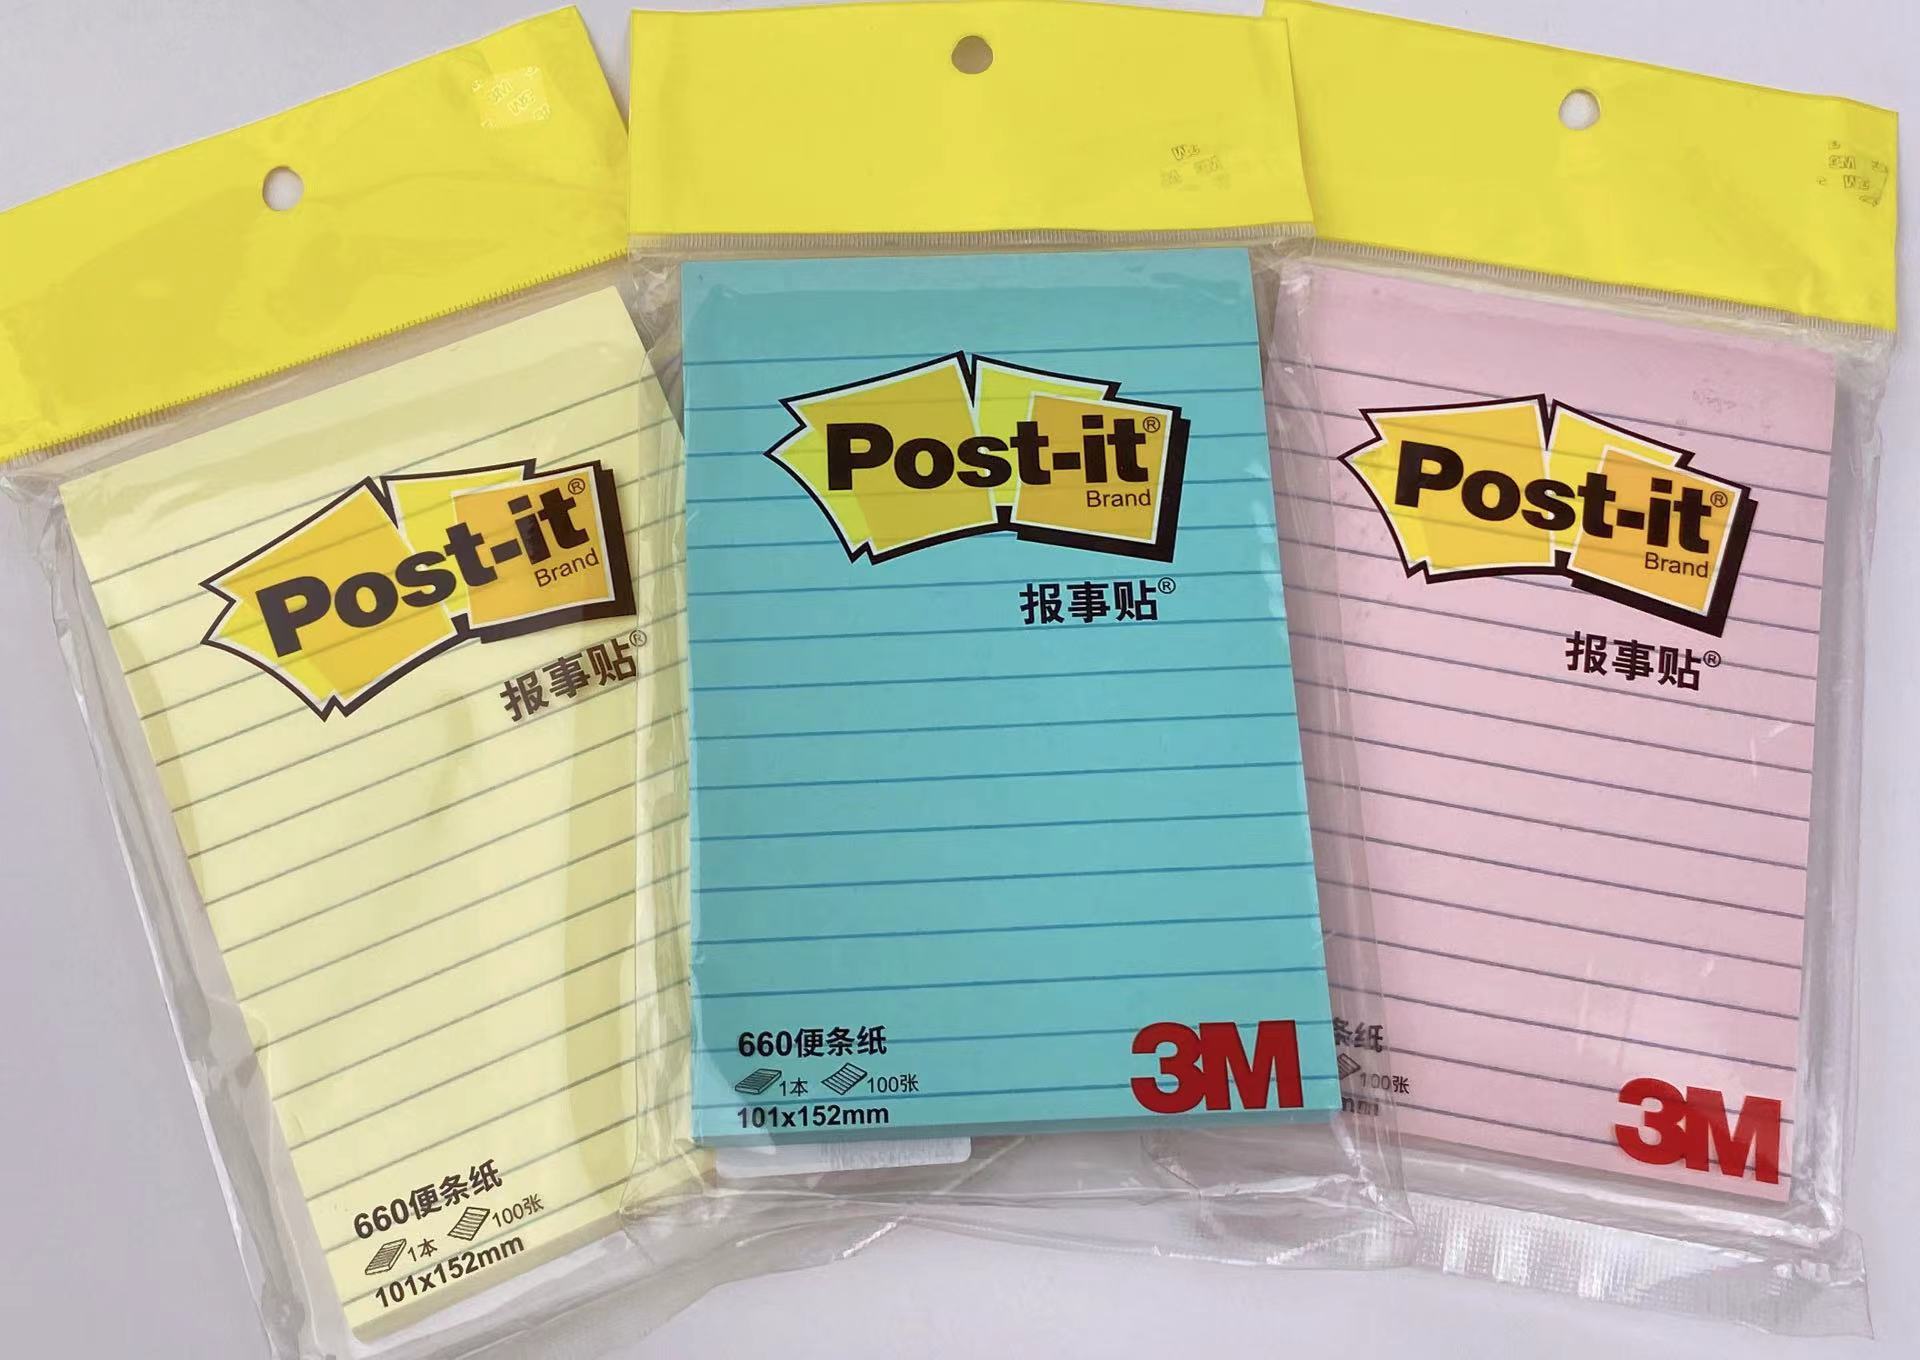 Post-it®
Brand
报事贴®
660便条纸
1本 100张
101x152mm
Post-it®
Brand
报事贴®
660便条纸
1本 100张
101x152mm
3M
Post-it®
Brand
报事贴®
条纸
100张
mm
3M